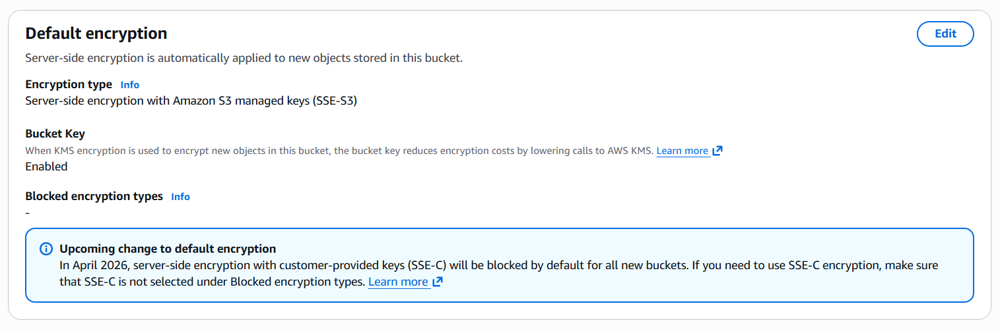 Default encryption
Edit
Server-side encryption is automatically applied to new objects stored in this bucket.
Encryption type Info
Server-side encryption with Amazon S3 managed keys (SSE-S3)
Bucket Key
When KMS encryption is used to encrypt new objects in this bucket, the bucket key reduces encryption costs by lowering calls to AWS KMS. Learn more
Enabled
Blocked encryption types Info
-
Upcoming change to default encryption
In April 2026, server-side encryption with customer-provided keys (SSE-C) will be blocked by default for all new buckets. If you need to use SSE-C encryption, make sure
that SSE-C is not selected under Blocked encryption types. Learn more